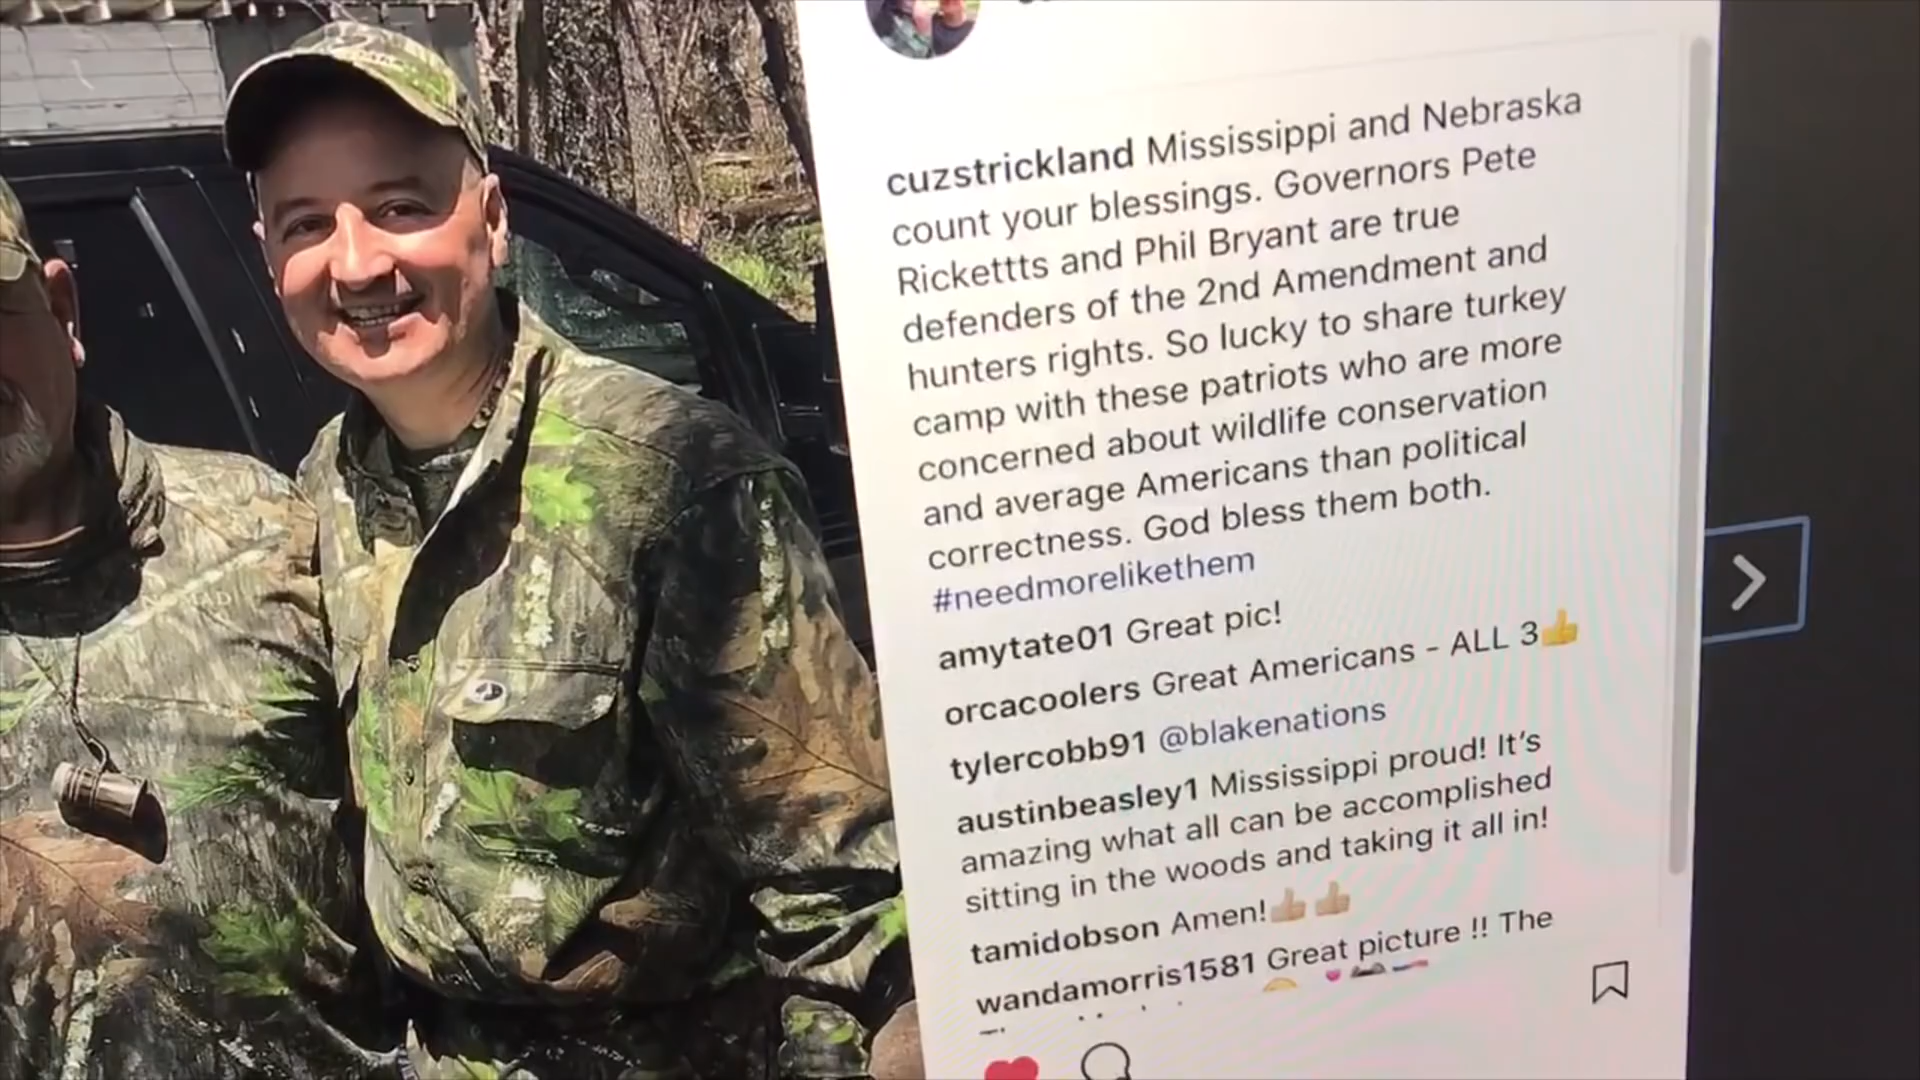 cuzstrickland Mississippi and Nebraska
count your blessings. Governors Pete
Rickettts and Phil Bryant are true
defenders of the 2nd Amendment and
hunters rights. So lucky to share turkey
camp with these patriots who are more
concerned about wildlife conservation
and average Americans than political
correctness. God bless them both.
#needmorelikethem
amytate01 Great pic!
orcacoolers Great Americans - ALL 3👍
tylercobb91 @blakenations
austinbeasley1 Mississippi proud! It's
amazing what all can be accomplished
sitting in the woods and taking it all in!
tamidobson Amen!👍🏼👍🏼
wandamorris1581 Great picture !! The